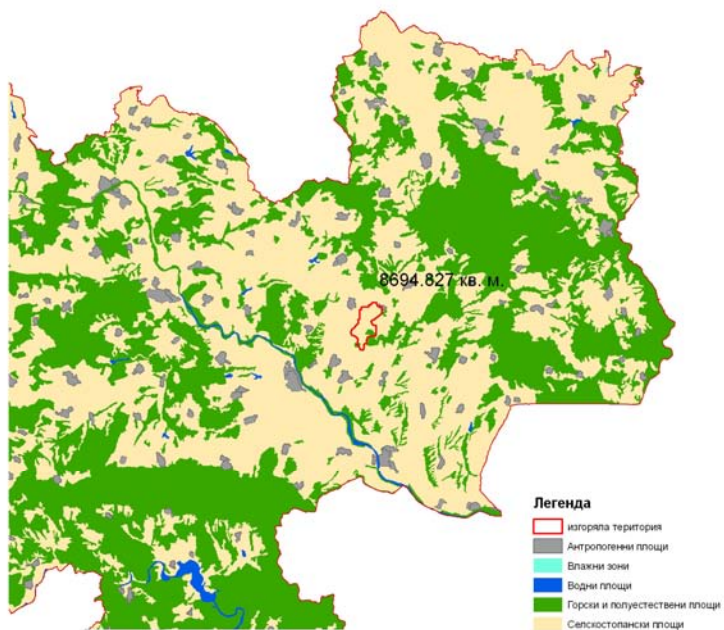 8694.827 кв. м.
Легенда
изгоряла територия
Антропогенни площи
Влажни зони
Водни площи
Горски и полуестествени площи
Селскостопански площи